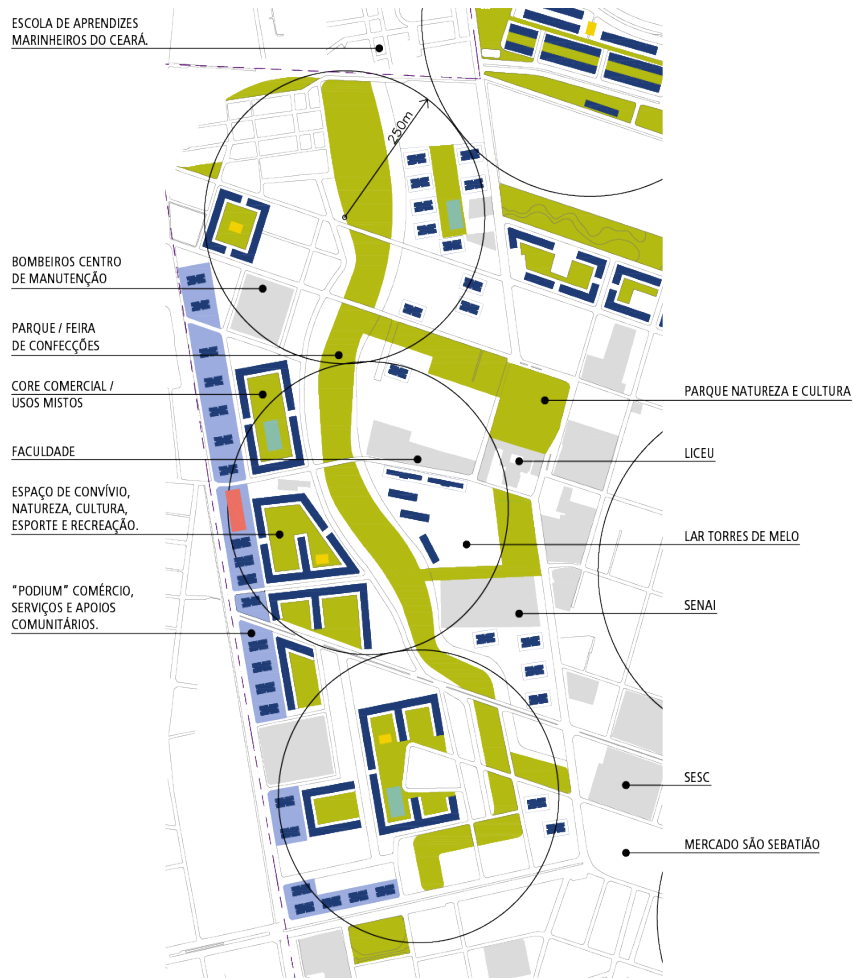 ESCOLA DE APRENDIZES
MARINHEIROS DO CEARÁ.
250m
BOMBEIROS CENTRO
DE MANUTENÇÃO
PARQUE / FEIRA
DE CONFECÇÕES
CORE COMERCIAL /
USOS MISTOS
FACULDADE
ESPAÇO DE CONVÍVIO,
NATUREZA, CULTURA,
ESPORTE E RECREAÇÃO.
“PODIUM” COMÉRCIO,
SERVIÇOS E APOIOS
COMUNITÁRIOS.
PARQUE NATUREZA E CULTURA
LICEU
LAR TORRES DE MELO
SENAI
SESC
MERCADO SÃO SEBATIÃO